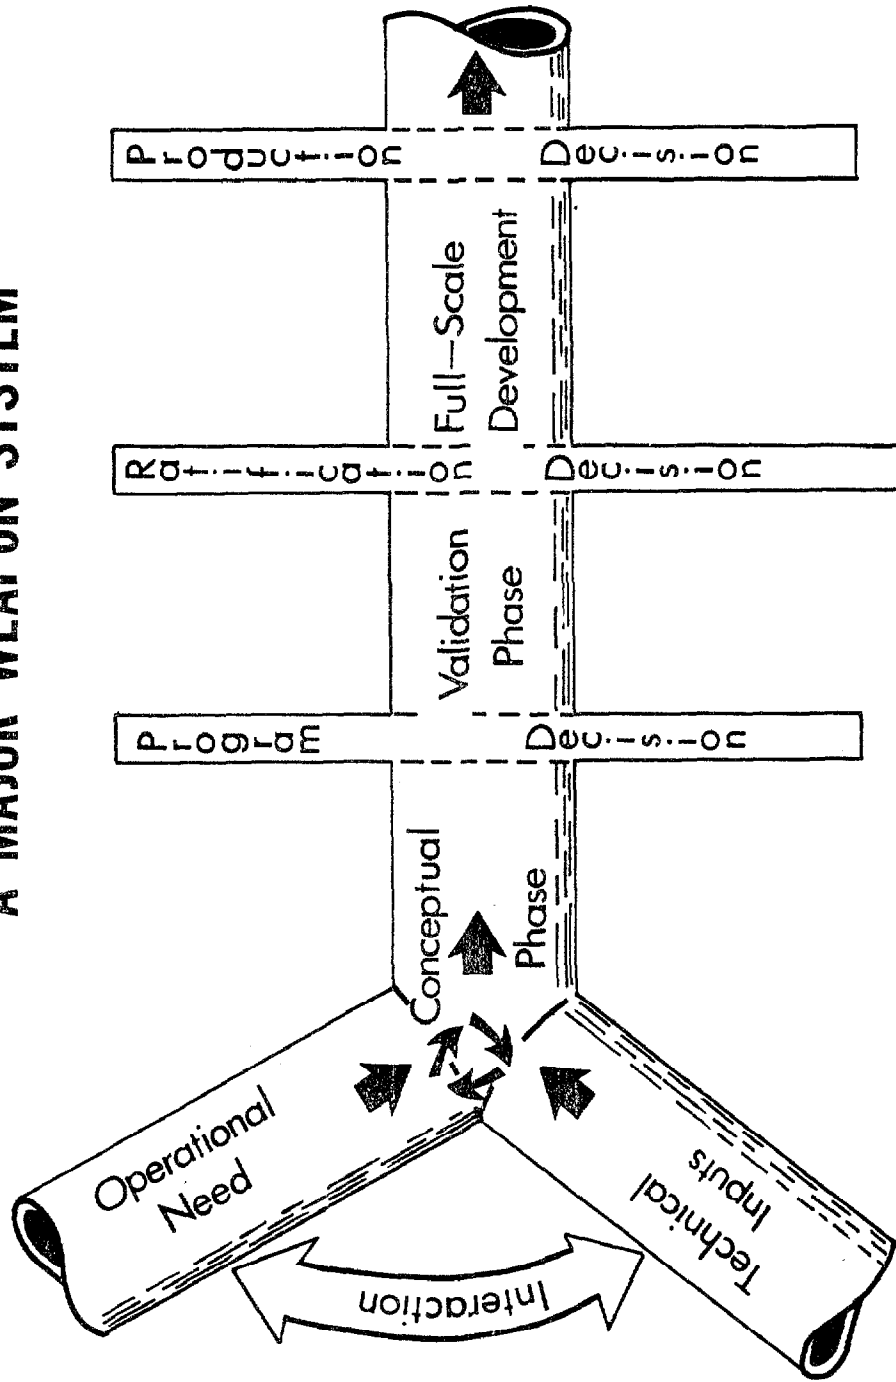 A MAJOR WEAPON SYSTEM
Operational
Need
Interaction
Technical
Inputs
Conceptual
Phase
Program
Decision
Validation
Phase
Ratification
Decision
Full-Scale
Development
Production
Decision